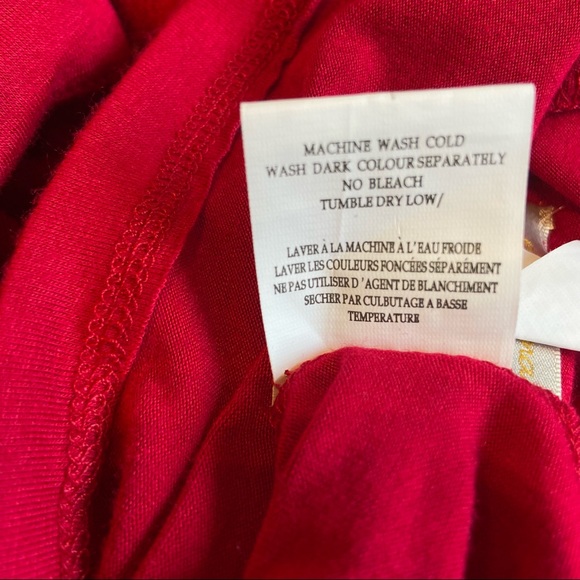 MACHINE WASH COLD
WASH DARK COLOUR SEPARATELY
NO BLEACH
TUMBLE DRY LOW/
LAVER À LA MACHINE À L'EAU FROIDE
LAVER LES COULEURS FONCÉES SÉPARÉMENT
NE PAS UTILISER D'AGENT DE BLANCHIMENT
SECHER PAR CULBUTAGE A BASSE
TEMPERATURE